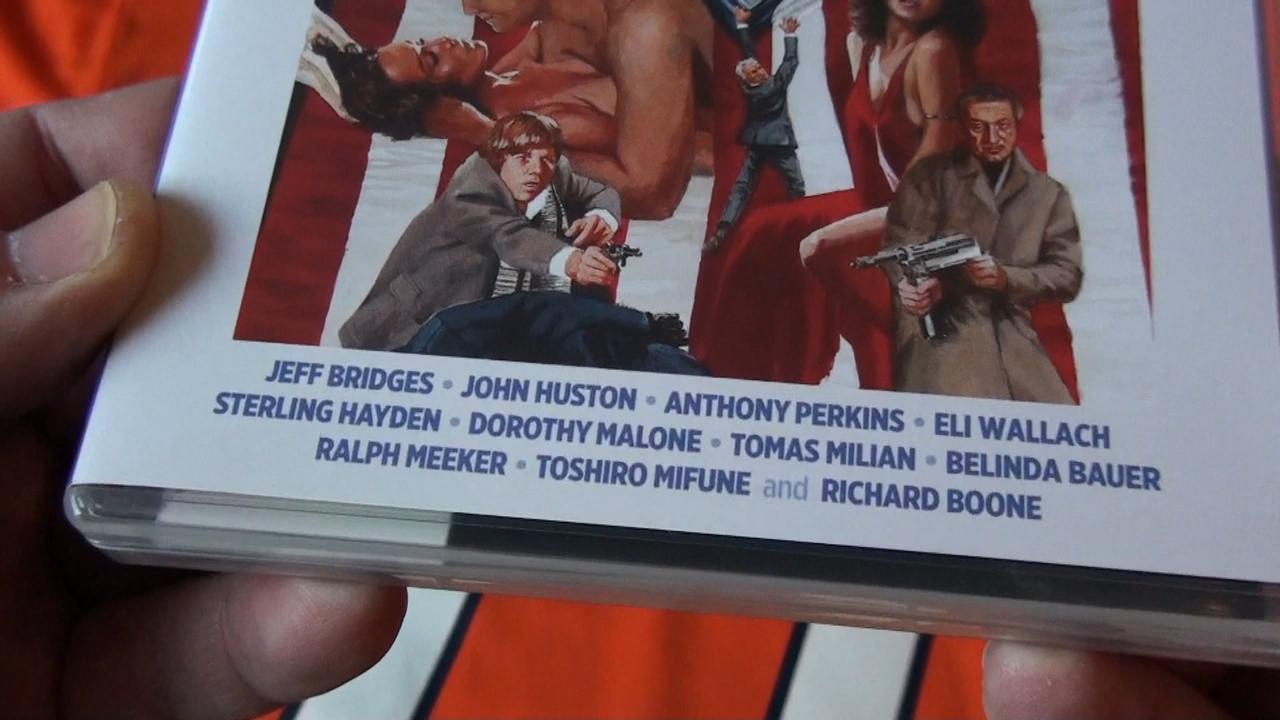 JEFF BRIDGES • JOHN HUSTON • ANTHONY PERKINS • ELI WALLACH
STERLING HAYDEN • DOROTHY MALONE • TOMAS MILIAN • BELINDA BAUER
RALPH MEEKER • TOSHIRO MIFUNE and RICHARD BOONE